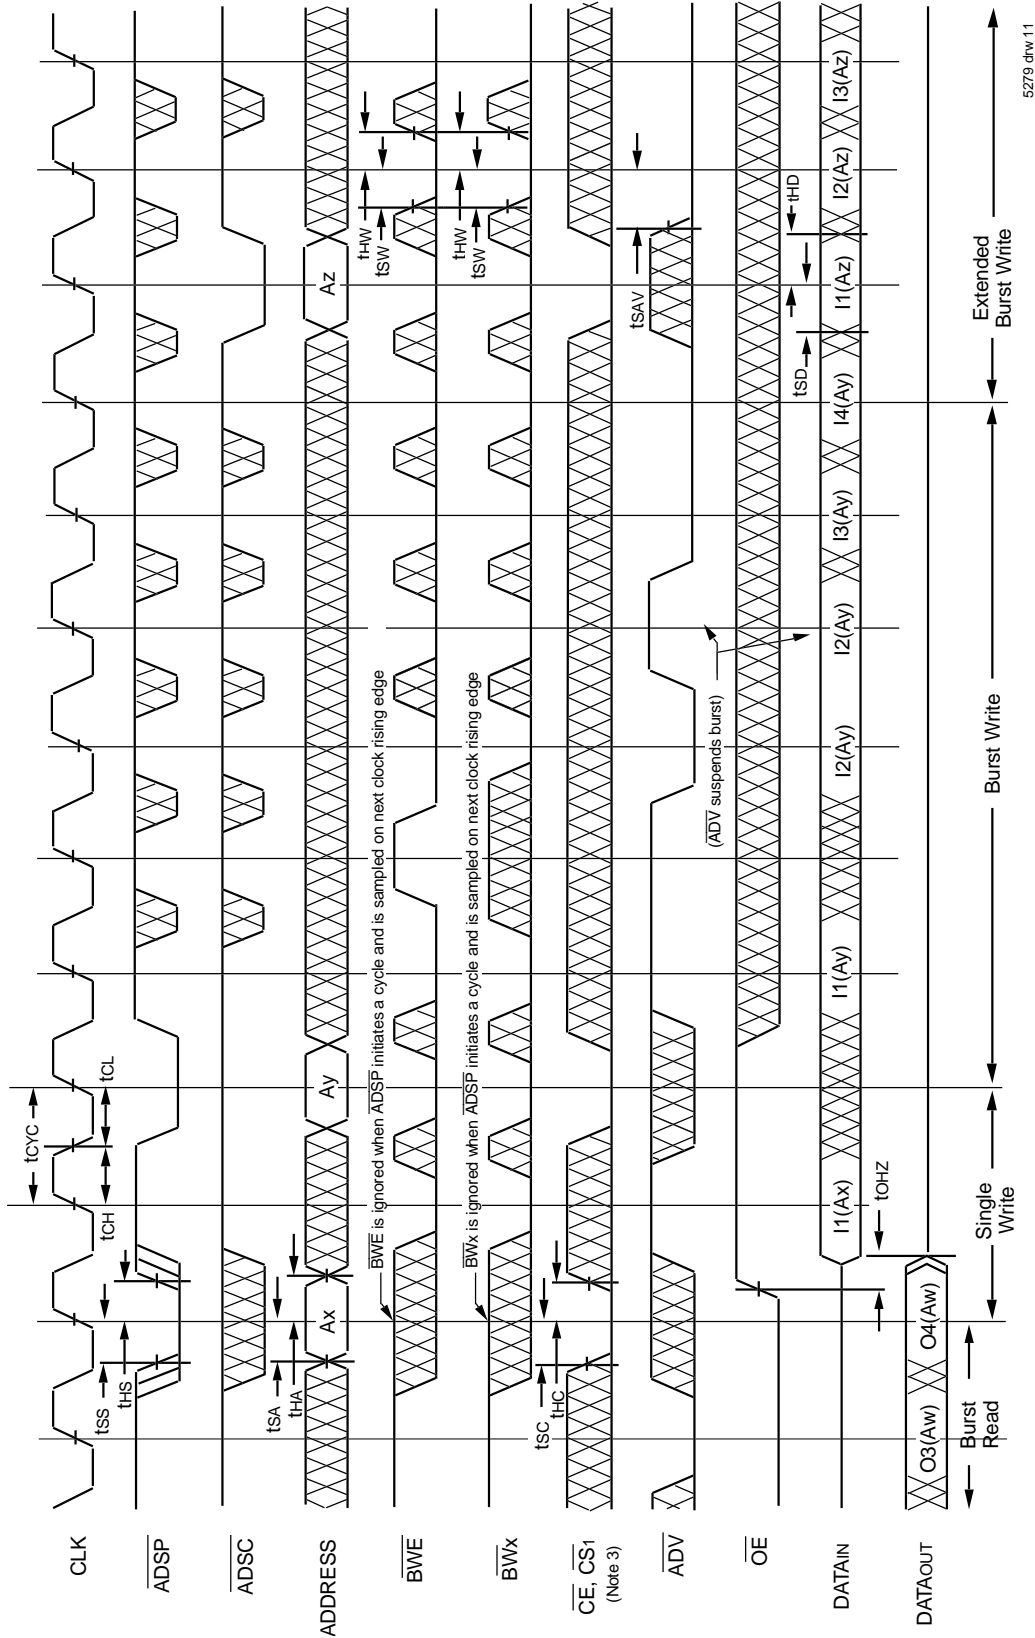 CLK
ADSP
ADSC
ADDRESS
BWE
BWx
CE, CS1
(Note 3)
ADV
OE
DATAIN
DATAOUT
tCYC
tCH
tCL
tSS
tHS
tSA
tHA
Ax
Ay
Az
BWE is ignored when ADSP initiates a cycle and is sampled on next clock rising edge
tHW
tSW
BWx is ignored when ADSP initiates a cycle and is sampled on next clock rising edge
tHW
tSW
tSC
tHC
tSAV
(ADV suspends burst)
tOHZ
tSD
tHD
I1(Ax)
I1(Ay)
I2(Ay)
I2(Ay)
I3(Ay)
I4(Ay)
I1(Az)
I2(Az)
I3(Az)
O3(Aw)
O4(Aw)
Burst
Read
Single
Write
Burst Write
Extended
Burst Write
5279 drw 11